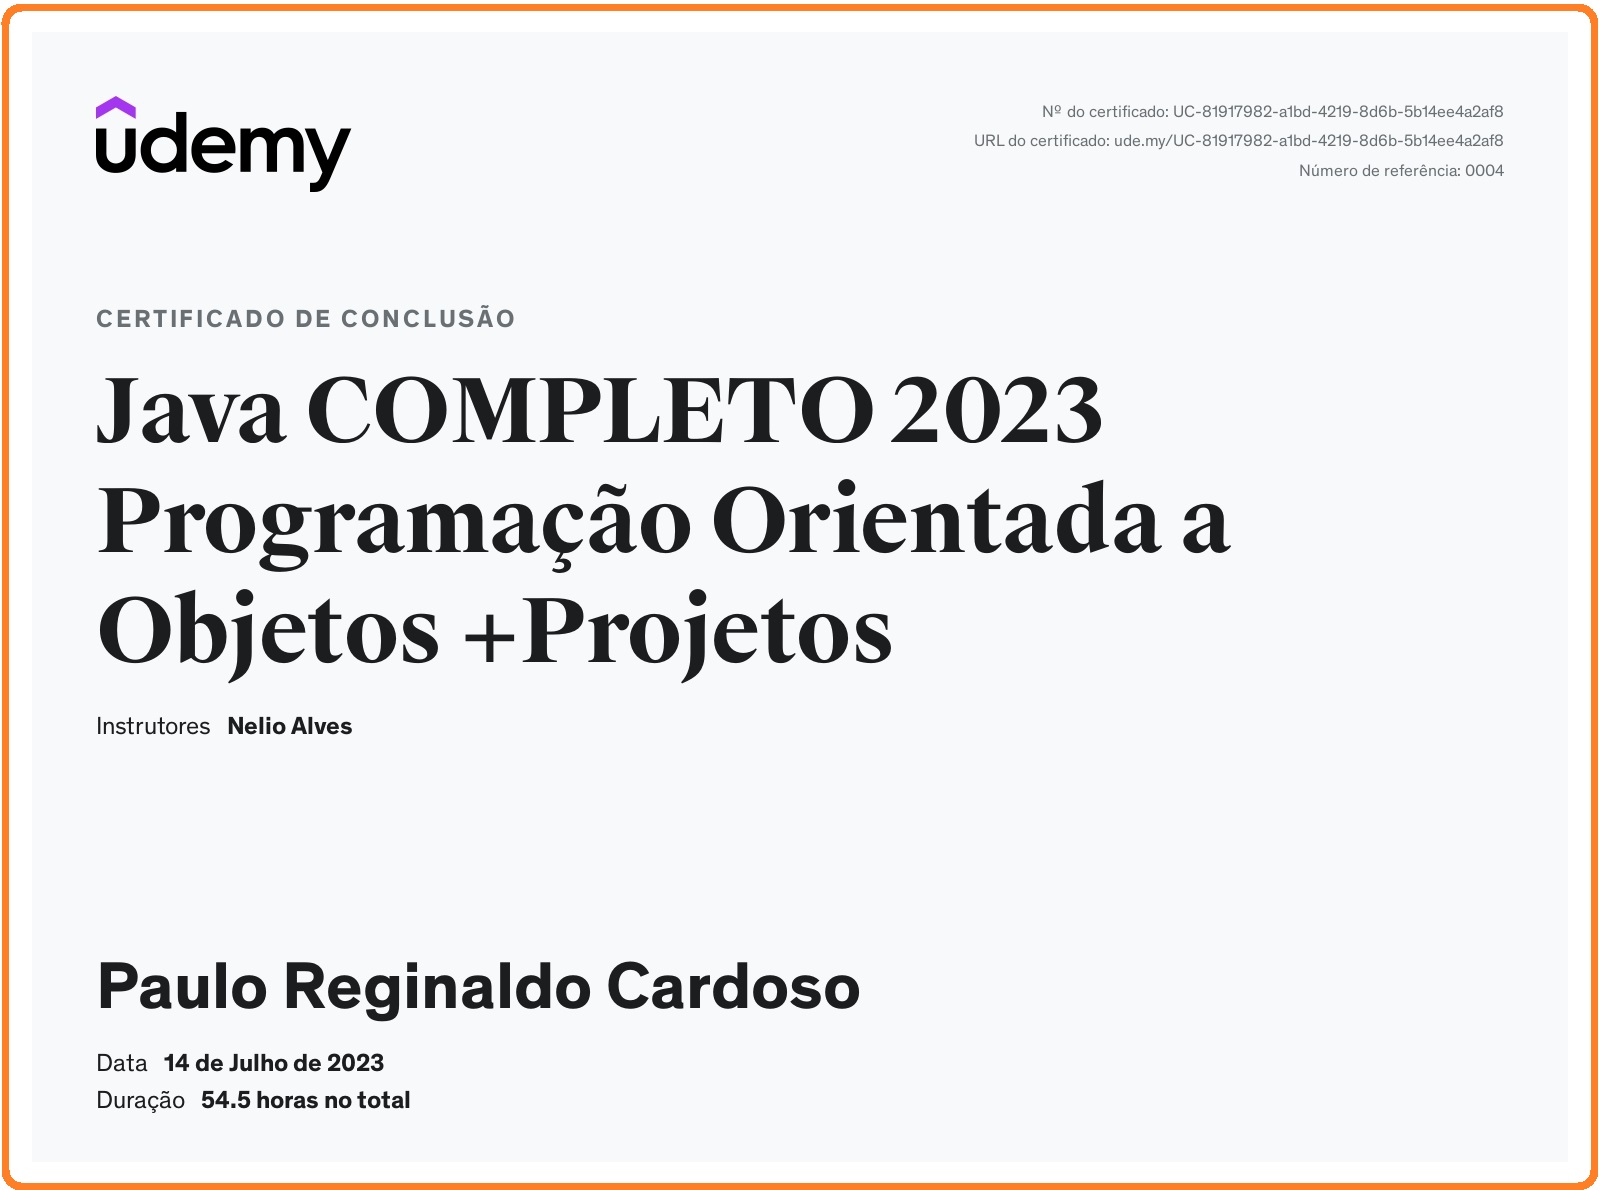 udemy
Nº do certificado: UC-81917982-a1bd-4219-8d6b-5b14ee4a2af8
URL do certificado: ude.my/UC-81917982-a1bd-4219-8d6b-5b14ee4a2af8
Número de referência: 0004
CERTIFICADO DE CONCLUSÃO
Java COMPLETO 2023
Programação Orientada a
Objetos +Projetos
Instrutores Nelio Alves
Paulo Reginaldo Cardoso
Data 14 de Julho de 2023
Duração 54.5 horas no total